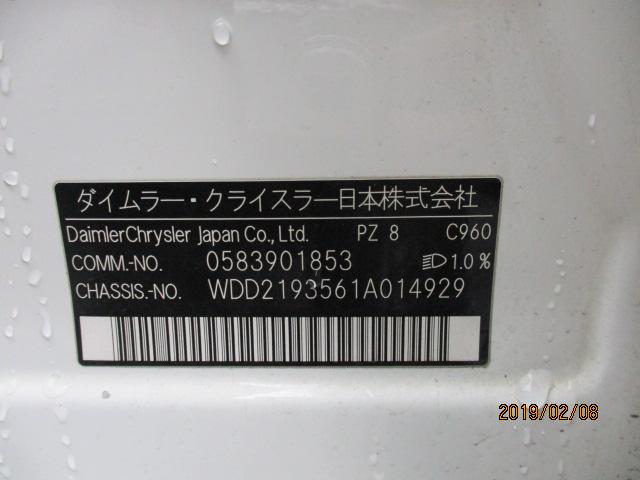 ダイムラー・クライスラー日本株式会社
DaimlerChrysler Japan Co., Ltd. PZ 8 C960
COMM.-NO. 0583901853 1.0%
CHASSIS.-NO. WDD2193561A014929
2019/02/08